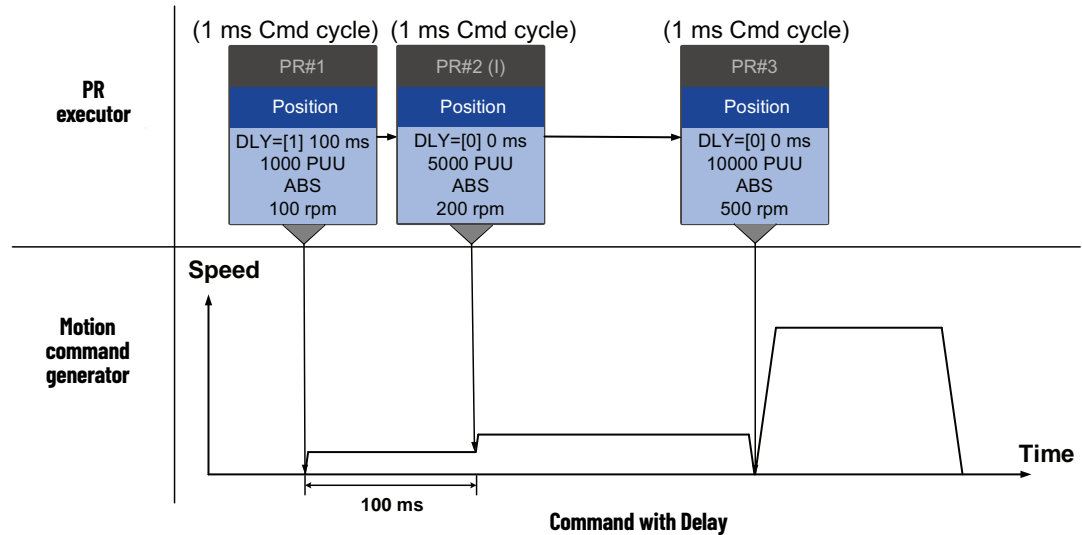 (1 ms Cmd cycle) (1 ms Cmd cycle) (1 ms Cmd cycle)
PR
executor
PR#1
Position
DLY=[1] 100 ms
1000 PUU
ABS
100 rpm
PR#2 (I)
Position
DLY=[0] 0 ms
5000 PUU
ABS
200 rpm
PR#3
Position
DLY=[0] 0 ms
10000 PUU
ABS
500 rpm
Motion
command
generator
Speed
Time
100 ms
Command with Delay